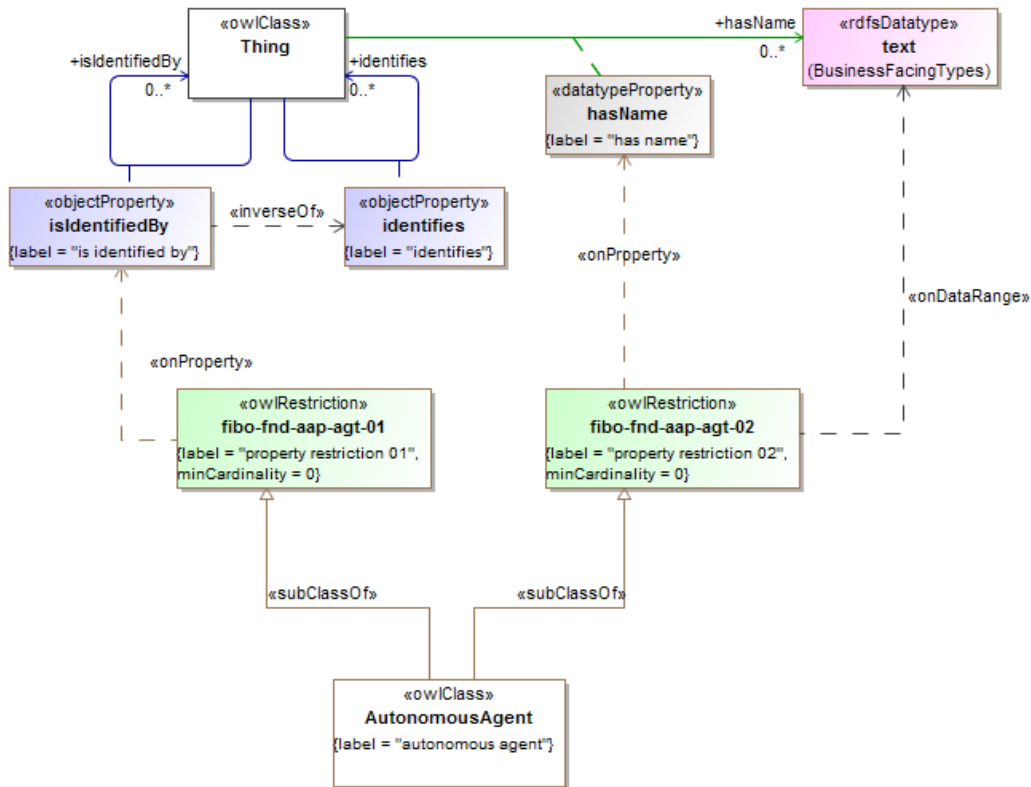 «owlClass»
Thing
+hasName
0..*
«rdfsDatatype»
text
(BusinessFacingTypes)
+isIdentifiedBy
0..*
+identifies
0..*
«datatypeProperty»
hasName
{label = "has name"}
«objectProperty»
isIdentifiedBy
{label = "is identified by"}
«inverseOf»
«objectProperty»
identifies
{label = "identifies"}
«onProperty»
«onDataRange»
«onProperty»
«owlRestriction»
fibo-fnd-aap-agt-01
{label = "property restriction 01",
minCardinality = 0}
«owlRestriction»
fibo-fnd-aap-agt-02
{label = "property restriction 02",
minCardinality = 0}
«subClassOf»
«subClassOf»
«owlClass»
AutonomousAgent
{label = "autonomous agent"}